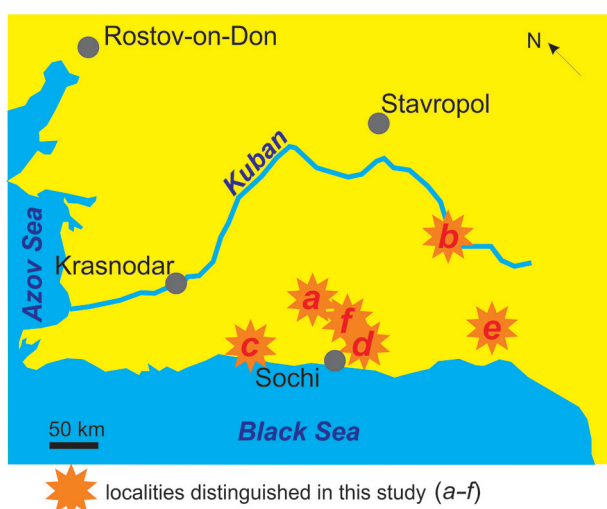 Rostov-on-Don
N
Stavropol
Kuban
b
Azov Sea
Krasnodar
a
f
e
c
d
Sochi
50 km
Black Sea
localities distinguished in this study (a–f)